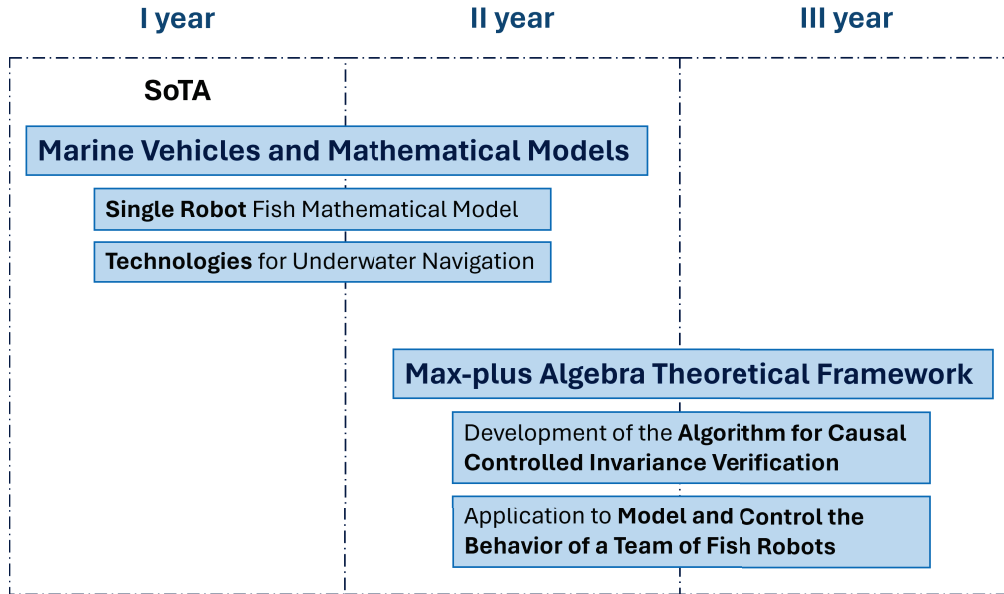 I year
II year
III year
SoTA
Marine Vehicles and Mathematical Models
Single Robot Fish Mathematical Model
Technologies for Underwater Navigation
Max-plus Algebra Theoretical Framework
Development of the Algorithm for Causal
Controlled Invariance Verification
Application to Model and Control the
Behavior of a Team of Fish Robots